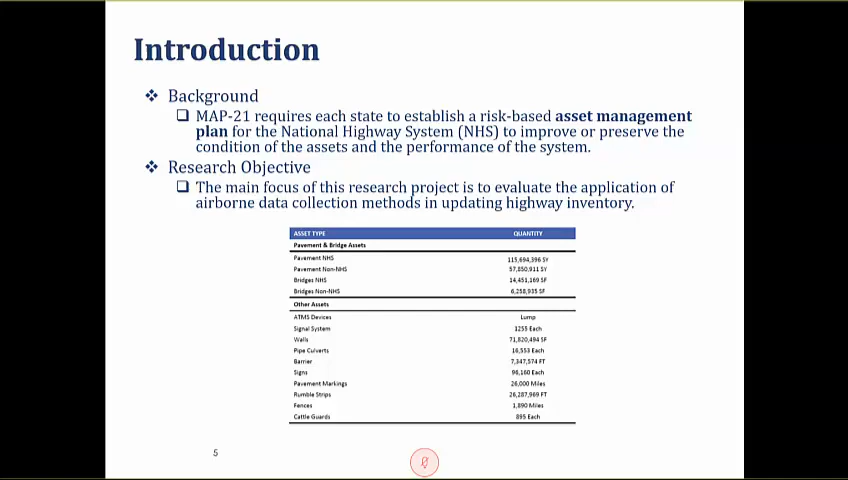 Introduction
Background
MAP-21 requires each state to establish a risk-based asset management
plan for the National Highway System (NHS) to improve or preserve the
condition of the assets and the performance of the system.
Research Objective
The main focus of this research project is to evaluate the application of
airborne data collection methods in updating highway inventory.
ASSET TYPE QUANTITY
Pavement & Bridge Assets
Pavement NHS 115,694,396 SY
Pavement Non-NHS 57,850,911 SY
Bridges NHS 14,451,169 SF
Bridges Non-NHS 6,258,935 SF
Other Assets
ATMS Devices Lump
Signal System 1255 Each
Walls 71,820,494 SF
Pipe Culverts 16,553 Each
Barrier 7,347,574 FT
Signs 96,160 Each
Pavement Markings 26,000 Miles
Rumble Strips 26,287,969 FT
Fences 1,890 Miles
Cattle Guards 895 Each
5